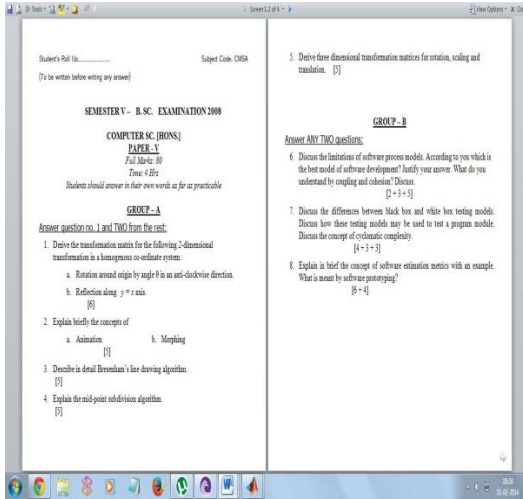 Tools
Screen 1-2 of 4
View Options
Student's Roll No.................... Subject Code: CMSA
(To be written before writing any answer)
SEMESTER V – B. SC. EXAMINATION 2008
COMPUTER SC. [HONS.]
PAPER - V
Full Marks: 80
Time: 4 Hrs
Students should answer in their own words as far as practicable
GROUP – A
Answer question no. 1 and TWO from the rest:
1. Derive the transformation matrix for the following 2-dimensional
transformation in a homogenous co-ordinate system:
a. Rotation around origin by angle θ in an anti-clockwise direction.
b. Reflection along y = x axis.
[6]
2. Explain briefly the concepts of
a. Animation b. Morphing
[5]
3. Describe in detail Bresenham's line drawing algorithm.
[5]
4. Explain the mid-point subdivision algorithm.
[5]
5. Derive three dimensional transformation matrices for rotation, scaling and
translation. [5]
GROUP – B
Answer ANY TWO questions:
6. Discuss the limitations of software process models. According to you which is
the best model of software development? Justify your answer. What do you
understand by coupling and cohesion? Discuss.
[2 + 3 + 5]
7. Discuss the differences between black box and white box testing models.
Discuss how these testing models may be used to test a program module.
Discuss the concept of cyclomatic complexity.
[4 + 3 + 3]
8. Explain in brief the concept of software estimation metrics with an example.
What is meant by software prototyping?
[6 + 4]